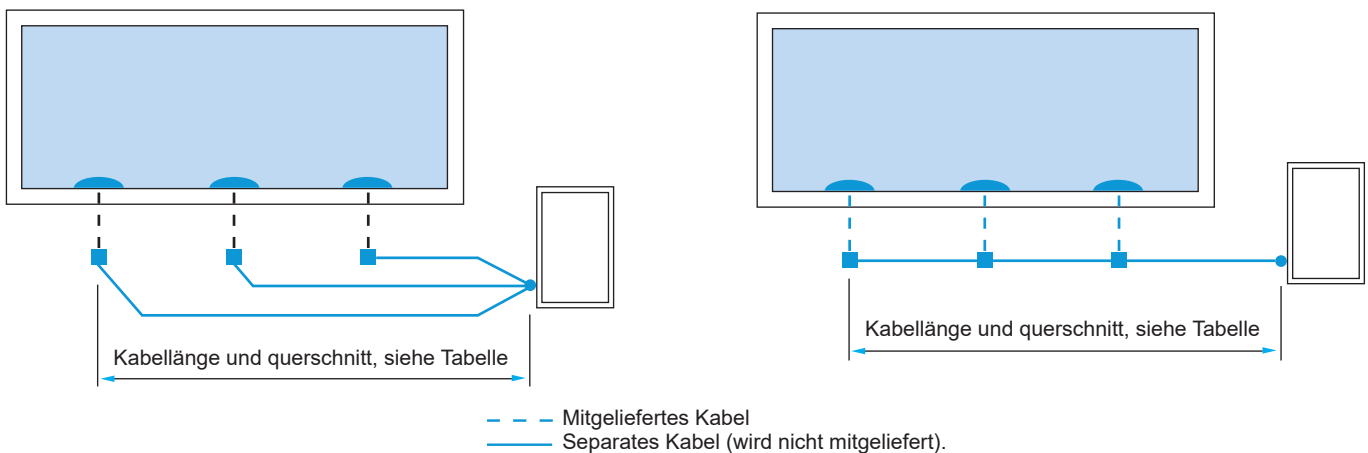 Kabellänge und querschnitt, siehe Tabelle
Kabellänge und querschnitt, siehe Tabelle
Mitgeliefertes Kabel
Separates Kabel (wird nicht mitgeliefert).